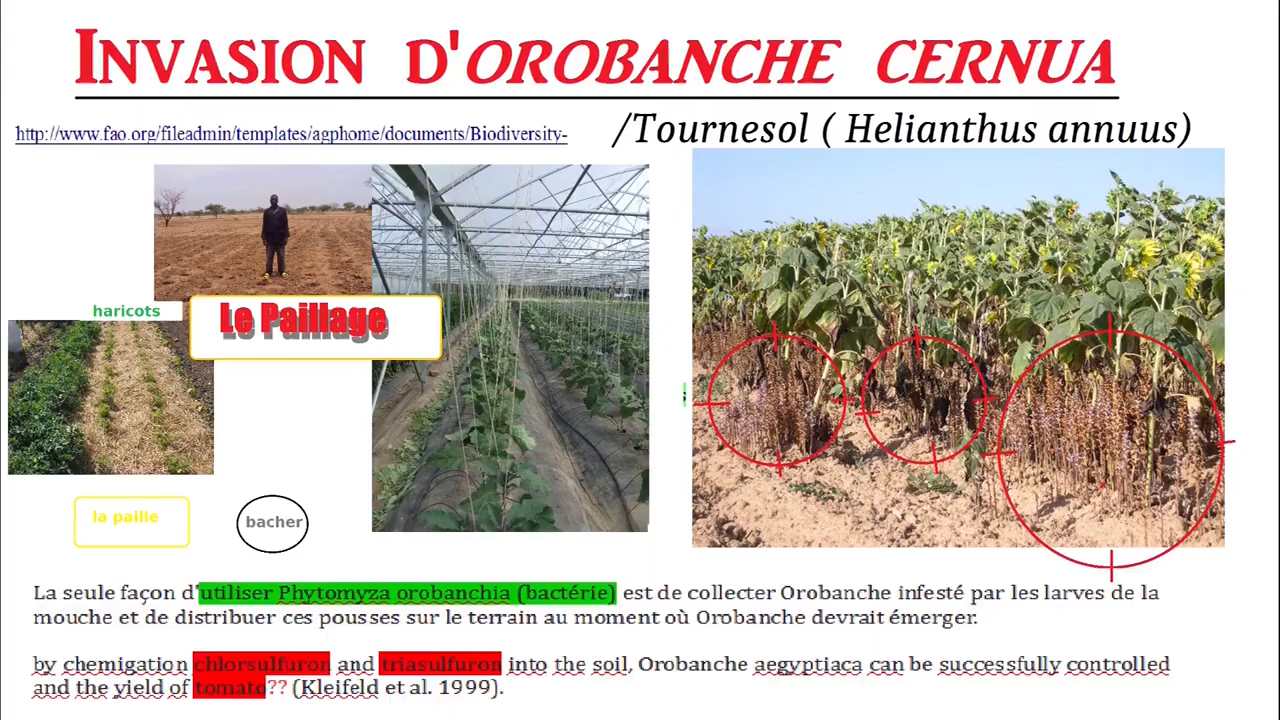 INVASION D'OROBANCHE CERNUA
http://www.fao.org/fileadmin/templates/agphome/documents/Biodiversity-
/Tournesol ( Helianthus annuus)
haricots
Le Paillage
la paille
bacher
La seule façon d'utiliser Phytomyza orobanchia (bactérie) est de collecter Orobanche infesté par les larves de la
mouche et de distribuer ces pousses sur le terrain au moment où Orobanche devrait émerger.
by chemigation chlorsulfuron and triasulfuron into the soil, Orobanche aegyptiaca can be successfully controlled
and the yield of tomato?? (Kleifeld et al. 1999).